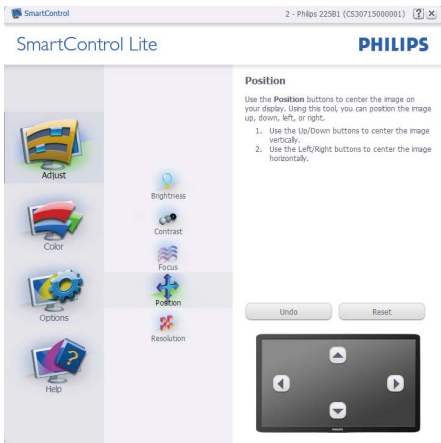 SmartControl
2 - Philips 225B1 (CS30715000001)
SmartControl Lite
PHILIPS
Adjust
Color
Options
Help
Brightness
Contrast
Focus
Position
Resolution
Position
Use the Position buttons to center the image on
your display. Using this tool, you can position the image
up, down, left, or right.
1. Use the Up/Down buttons to center the image
vertically.
2. Use the Left/Right buttons to center the image
horizontally.
Undo
Reset
PHILIPS